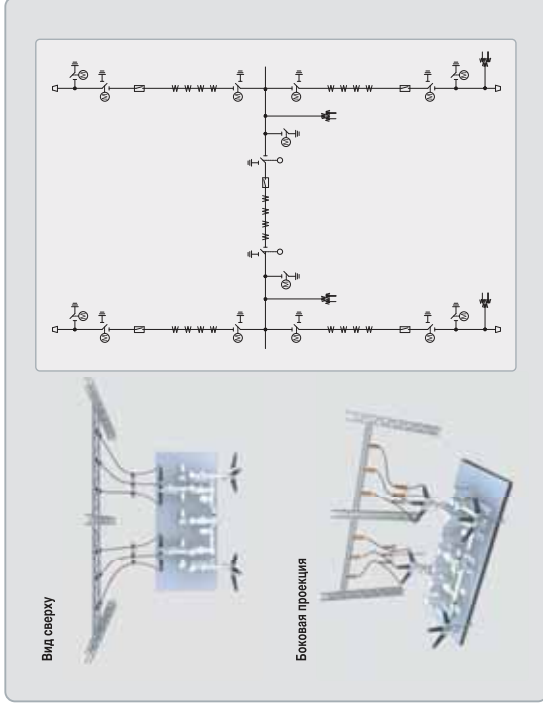 Вид сверху
Боковая проекция